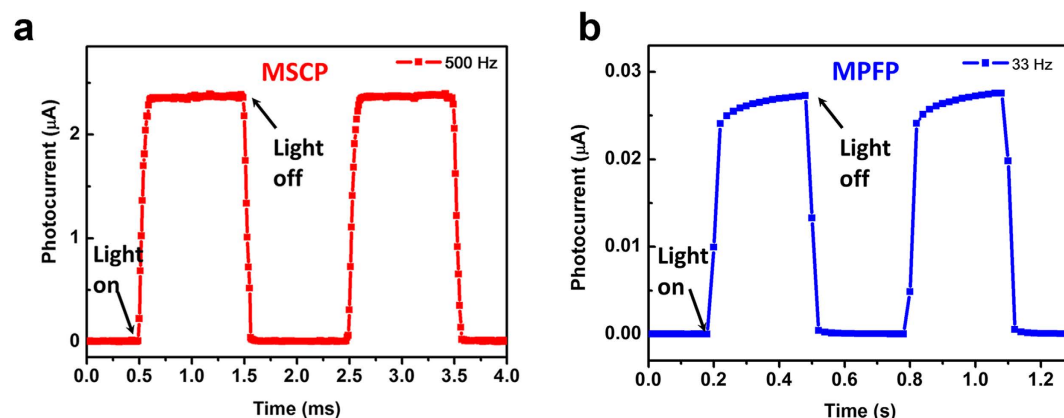 a
MSCP
500 Hz
Light
off
Light
on
Photocurrent (μA)
2
1
0
0.0 0.5 1.0 1.5 2.0 2.5 3.0 3.5 4.0
Time (ms)
b
MPFP
33 Hz
Light
off
Light
on
Photocurrent (μA)
0.03
0.02
0.01
0.00
0.0 0.2 0.4 0.6 0.8 1.0 1.2
Time (s)